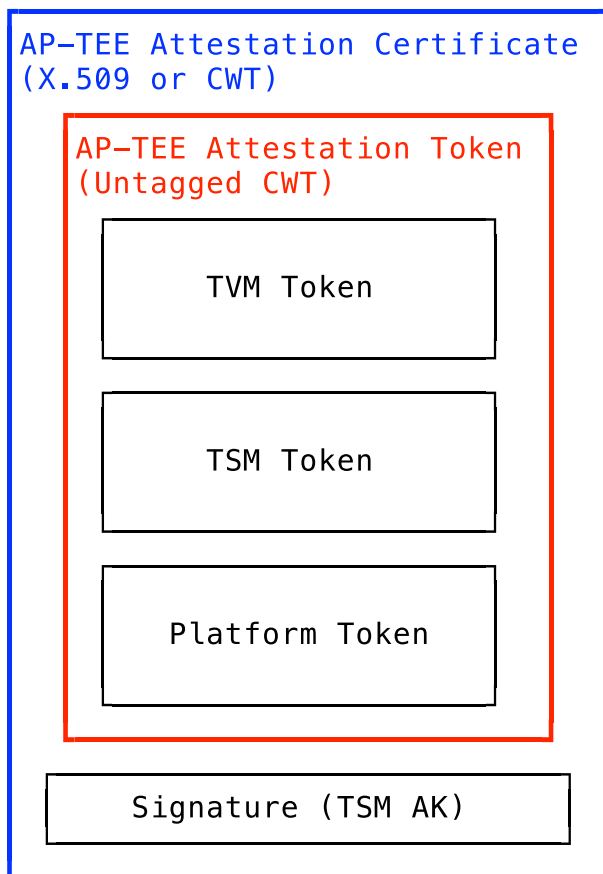 AP-TEE Attestation Certificate
(X.509 or CWT)
AP-TEE Attestation Token
(Untagged CWT)
TVM Token
TSM Token
Platform Token
Signature (TSM AK)